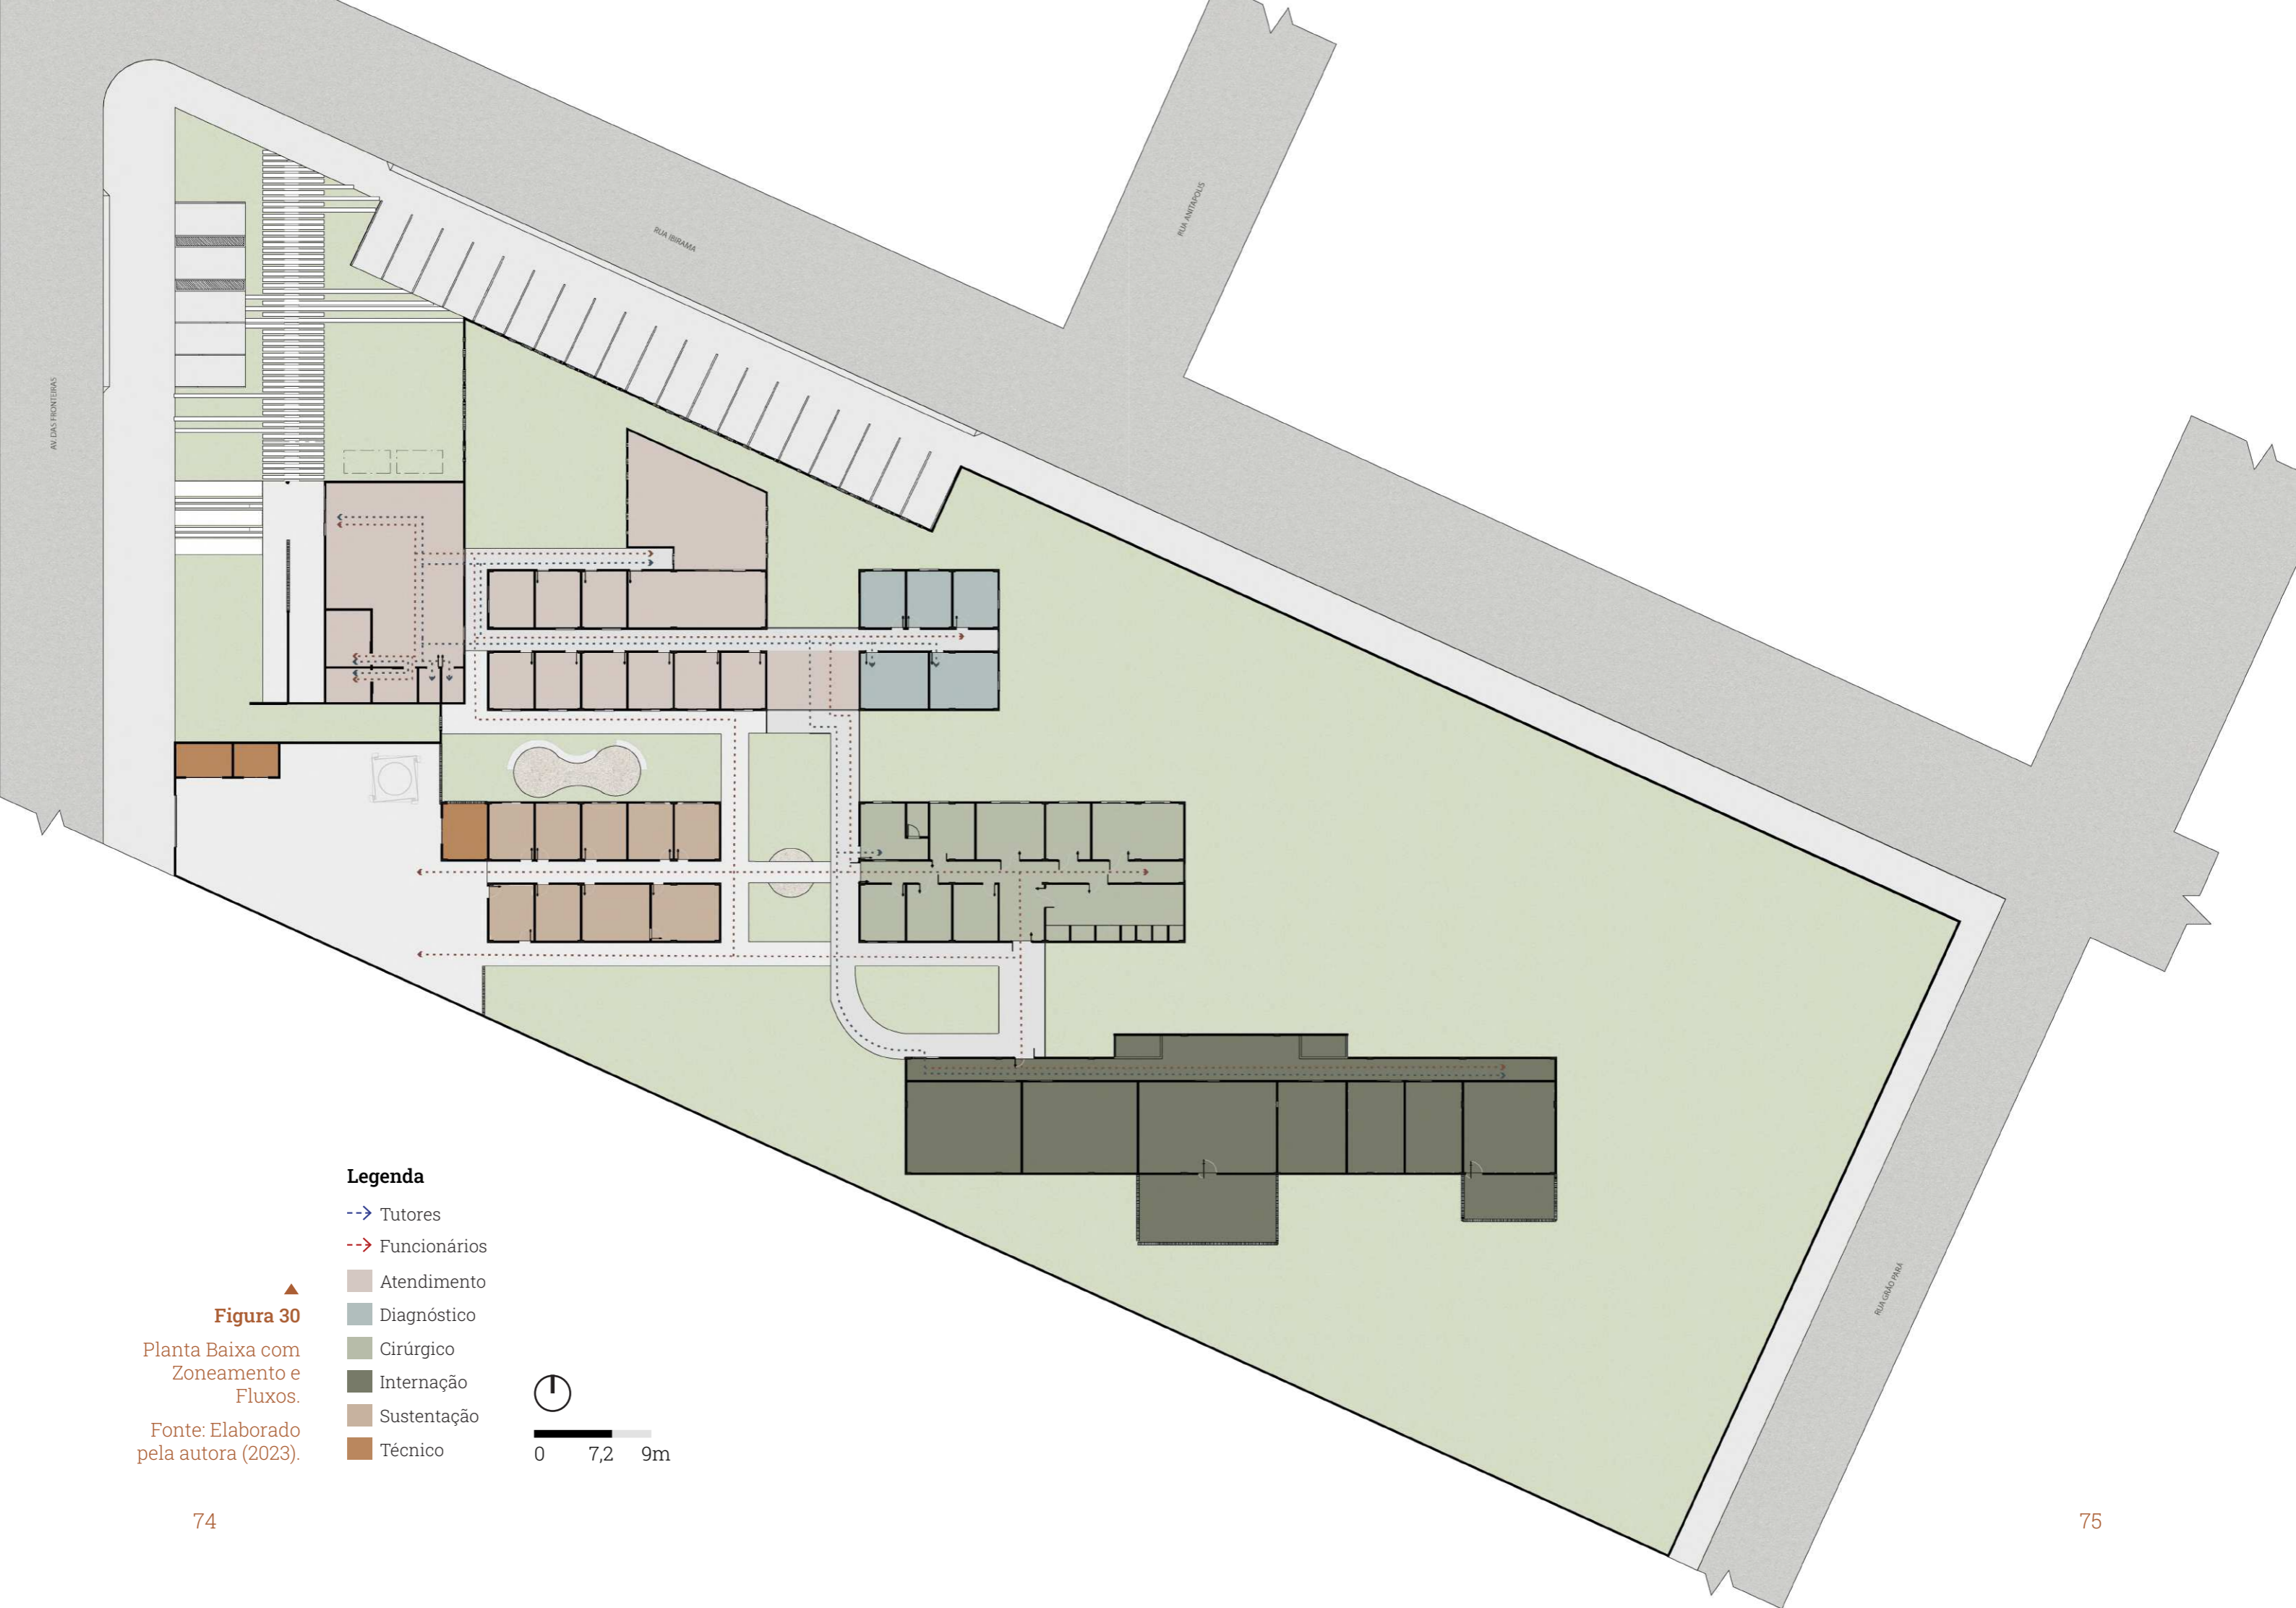 RUA ANITAPOLIS
RUA IBIRAMA
AV. DAS FRONTEIRAS
RUA GRÃO PARÁ
Legenda
Tutores
Funcionários
Atendimento
Diagnóstico
Cirúrgico
Internação
Sustentação
Técnico
Figura 30
Planta Baixa com
Zoneamento e
Fluxos.
Fonte: Elaborado
pela autora (2023).
0 7,2 9m
74
75